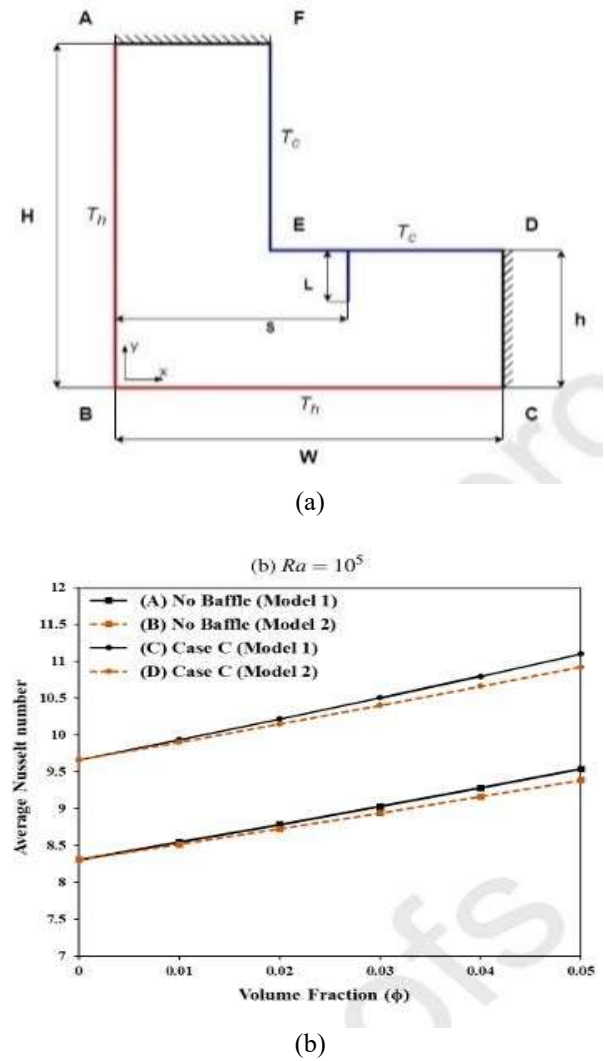 A F
T_c
H T_h E T_c D
L
s h
y
x
B T_h C
W
(a)
(b) Ra = 10^5
12
11.5
11
10.5
10
9.5
9
8.5
8
7.5
7
(A) No Baffle (Model 1)
(B) No Baffle (Model 2)
(C) Case C (Model 1)
(D) Case C (Model 2)
Average Nusselt number
0 0.01 0.02 0.03 0.04 0.05
Volume Fraction (ϕ)
(b)